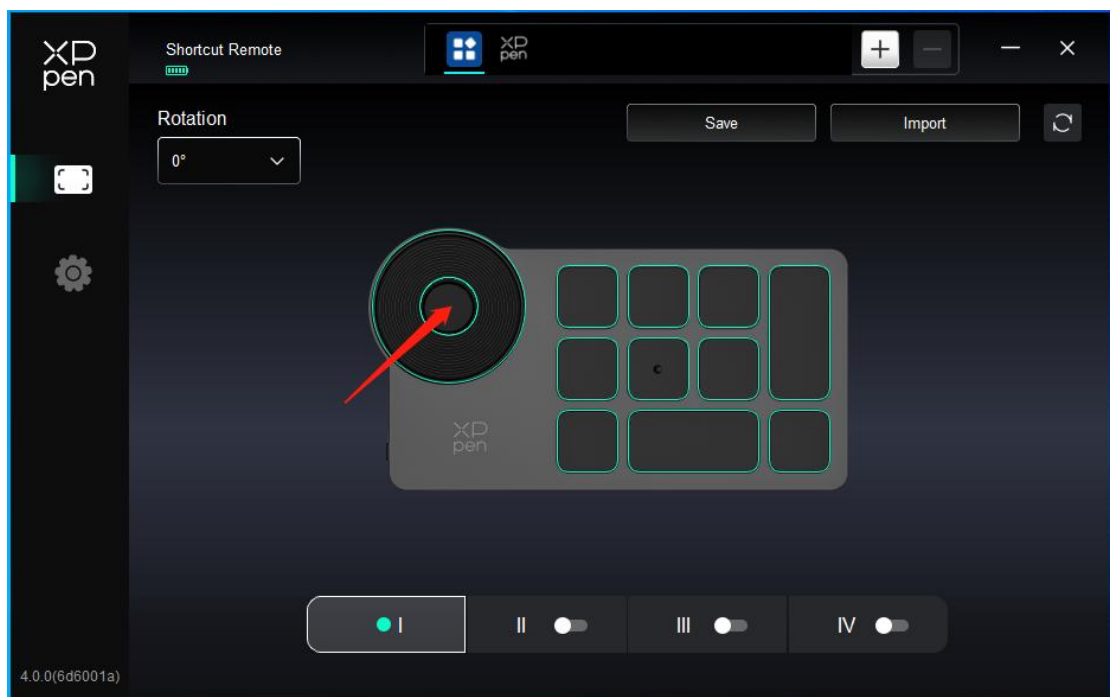 XP
pen
Shortcut Remote
XP
pen
Rotation
0°
Save
Import
XP
pen
I
II
III
IV
4.0.0(6d6001a)